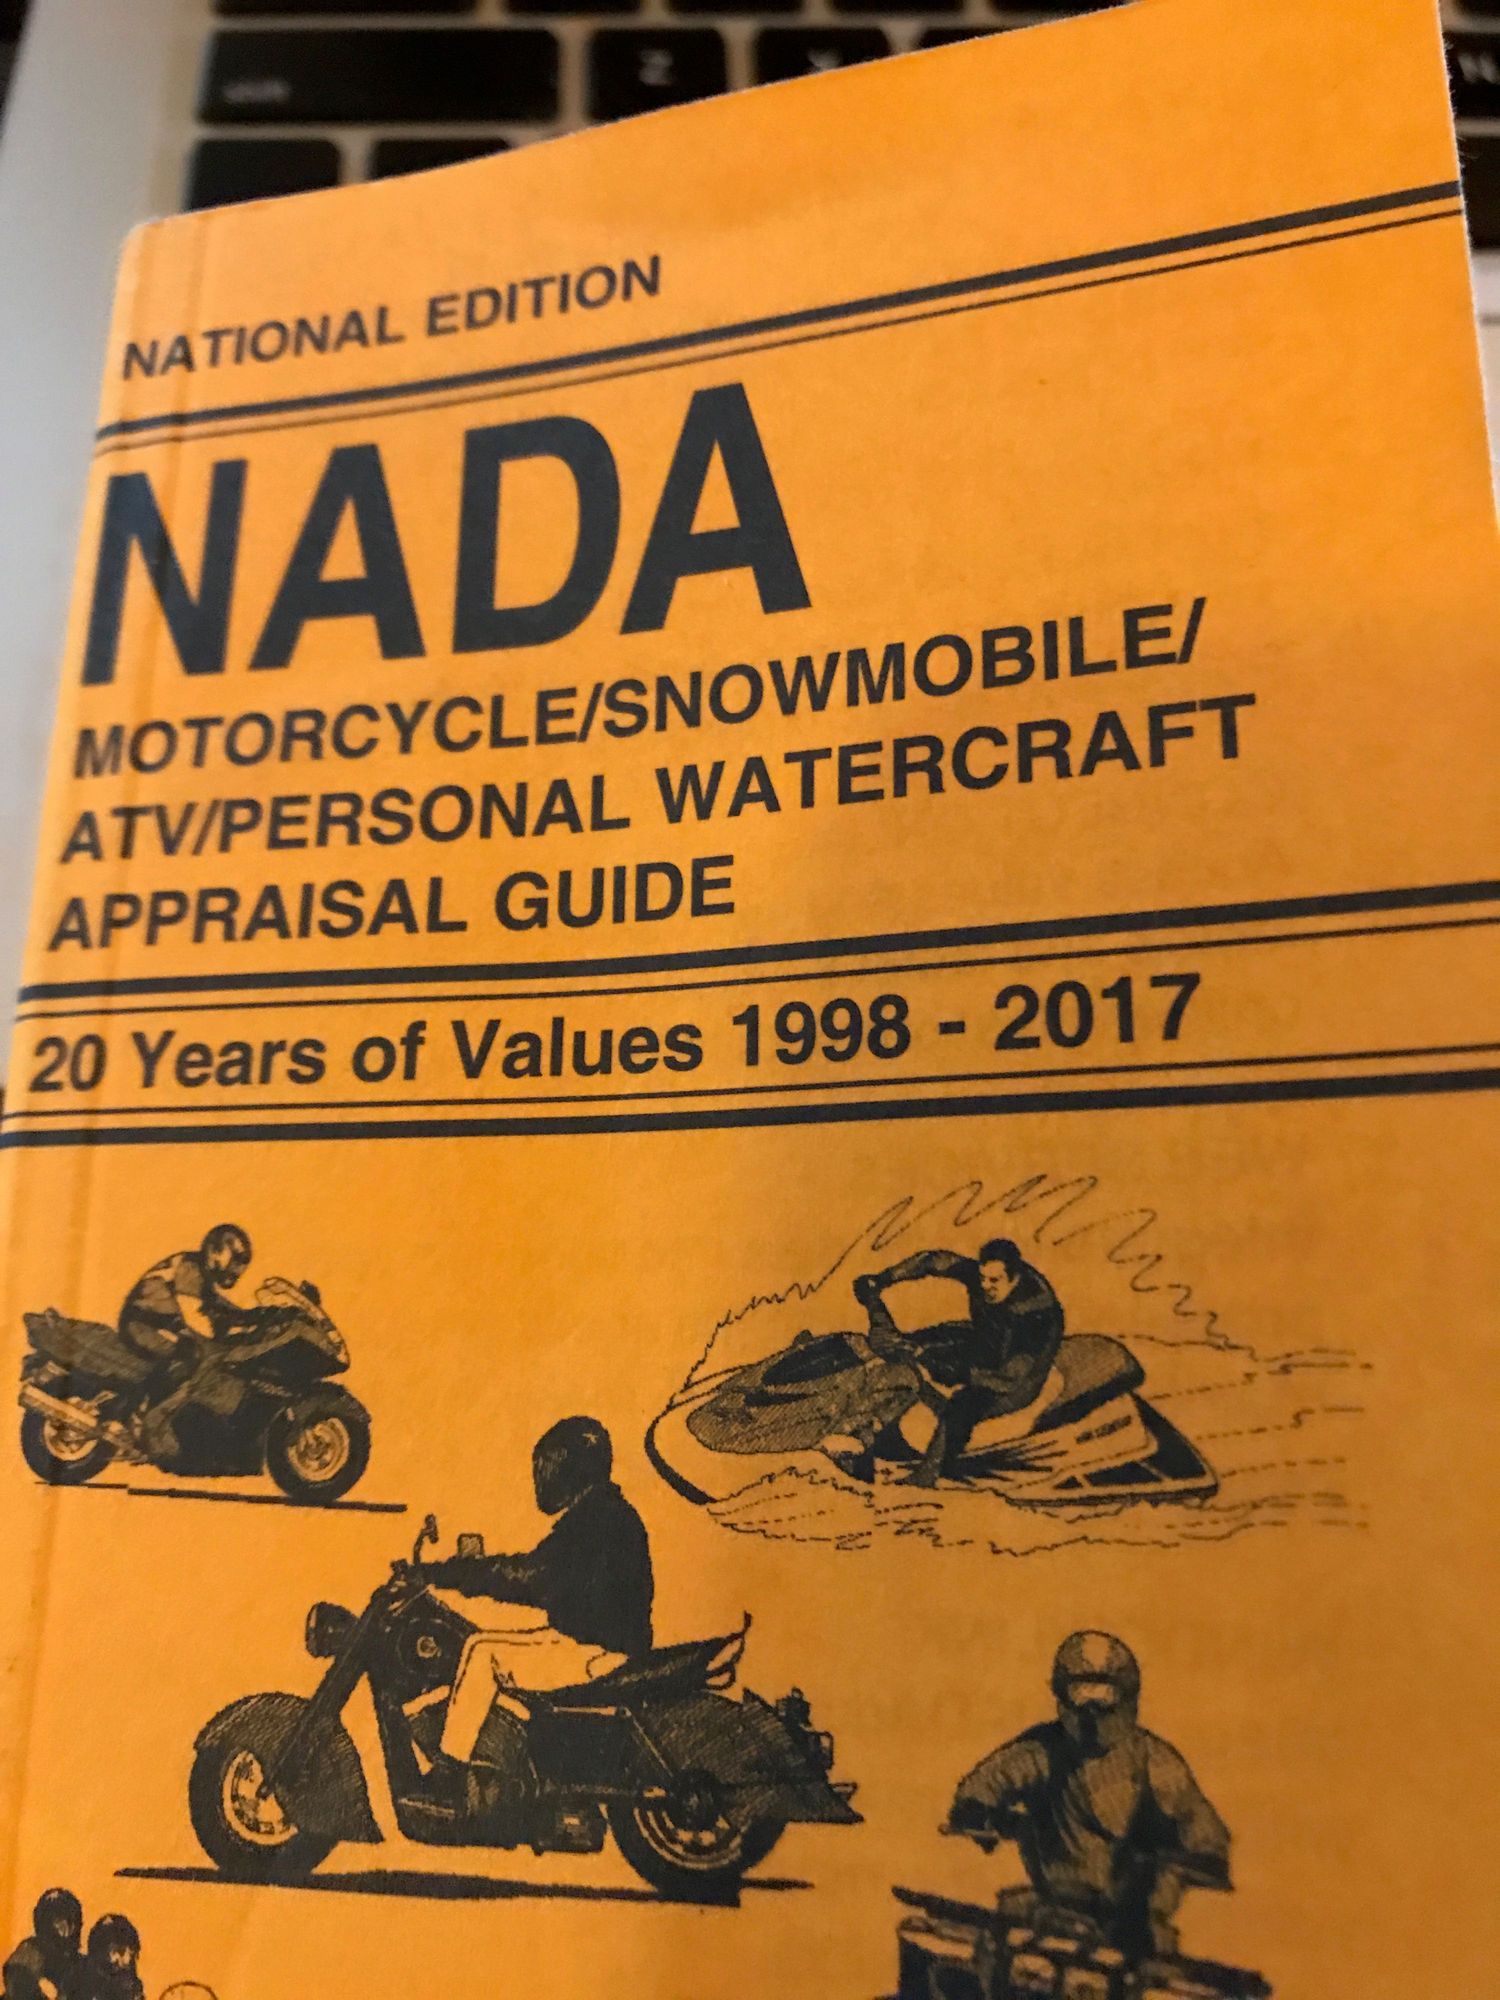 Z
NATIONAL EDITION
NADA
MOTORCYCLE/SNOWMOBILE/
ATV/PERSONAL WATERCRAFT
APPRAISAL GUIDE
20 Years of Values 1998 - 2017